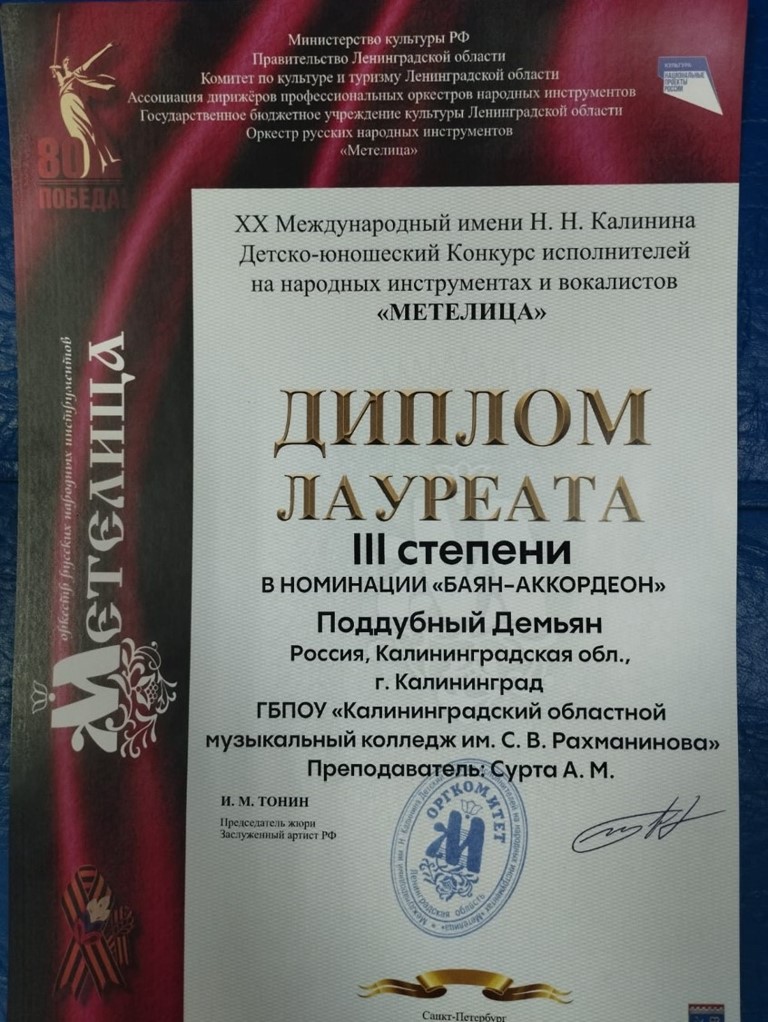 Министерство культуры РФ
Правительство Ленинградской области
Комитет по культуре и туризму Ленинградской области
Ассоциация дирижёров профессиональных оркестров народных инструментов
Государственное бюджетное учреждение культуры Ленинградской области
Оркестр русских народных инструментов
«Метелица»
КУЛЬТУРА
НАЦИОНАЛЬНЫЕ
ПРОЕКТЫ
РОССИИ
80
ПОБЕДА!
XX Международный имени Н. Н. Калинина
Детско-юношеский Конкурс исполнителей
на народных инструментах и вокалистов
«МЕТЕЛИЦА»
ДИПЛОМ
ЛАУРЕАТА
III степени
В НОМИНАЦИИ «БАЯН-АККОРДЕОН»
Поддубный Демьян
Россия, Калининградская обл.,
г. Калининград
ГБПОУ «Калининградский областной
музыкальный колледж им. С. В. Рахманинова»
Преподаватель: Сурта А. М.
оркестр русских народных инструментов
Метелица
И. М. ТОНИН
Председатель жюри
Заслуженный артист РФ
ОРГКОМИТЕТ
Ленинградская область
Санкт-Петербург